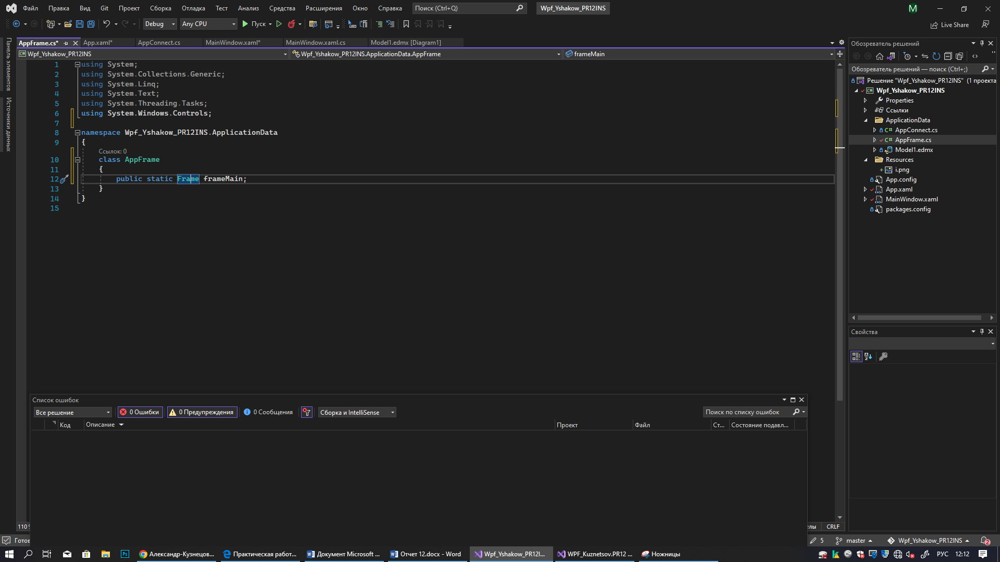 Файл Правка Вид Git Проект Сборка Отладка Тест Анализ Средства Расширения Окно Справка Поиск (Ctrl+Q) Wpf_Yshakow_PR12INS M
Debug Any CPU Пуск Live Share
Панель элементов
Источники данных
AppFrame.cs* App.xaml* AppConnect.cs MainWindow.xaml* MainWindow.xaml.cs Model1.edmx [Diagram1]
C# Wpf_Yshakow_PR12INS Wpf_Yshakow_PR12INS.ApplicationData.AppFrame frameMain
1 using System;
2 using System.Collections.Generic;
3 using System.Linq;
4 using System.Text;
5 using System.Threading.Tasks;
6 using System.Windows.Controls;
7
8 namespace Wpf_Yshakow_PR12INS.ApplicationData
9 {
Ссылок: 0
10 class AppFrame
11 {
12 public static Frame frameMain;
13 }
14 }
15
Обозреватель решений
Обозреватель решений — поиск (Ctrl+;)
Решение "Wpf_Yshakow_PR12INS" (1 проекта
C# Wpf_Yshakow_PR12INS
Properties
Ссылки
ApplicationData
C# AppConnect.cs
C# AppFrame.cs
Model1.edmx
Resources
i.png
App.config
App.xaml
MainWindow.xaml
packages.config
Свойства
Список ошибок
Все решение 0 Ошибки 0 Предупреждения 0 Сообщения Сборка и IntelliSense Поиск по списку ошибок
Код Описание Проект Файл Ст... Состояние подавл...
110 CRLF
5 master Wpf_Yshakow_PR12INS 2
Ps Александр-Кузнецов... Практическая работ... Документ Microsoft ... Отчет 12.docx - Word Wpf_Yshakow_PR12I... WPF_Kuznetsov.PR12 ... Ножницы РУС 12:12